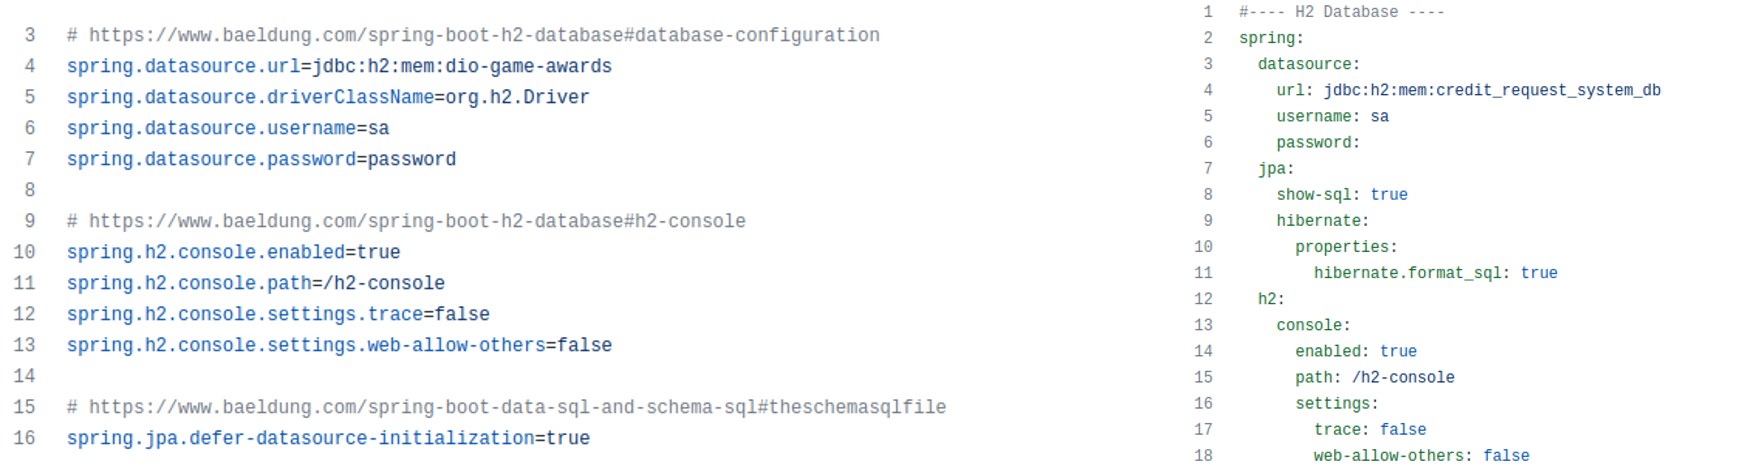 3 # https://www.baeldung.com/spring-boot-h2-database#database-configuration
4 spring.datasource.url=jdbc:h2:mem:dio-game-awards
5 spring.datasource.driverClassName=org.h2.Driver
6 spring.datasource.username=sa
7 spring.datasource.password=password
8
9 # https://www.baeldung.com/spring-boot-h2-database#h2-console
10 spring.h2.console.enabled=true
11 spring.h2.console.path=/h2-console
12 spring.h2.console.settings.trace=false
13 spring.h2.console.settings.web-allow-others=false
14
15 # https://www.baeldung.com/spring-boot-data-sql-and-schema-sql#theschemasqlfile
16 spring.jpa.defer-datasource-initialization=true
1 #---- H2 Database ----
2 spring:
3   datasource:
4     url: jdbc:h2:mem:credit_request_system_db
5     username: sa
6     password:
7   jpa:
8     show-sql: true
9     hibernate:
10       properties:
11         hibernate.format_sql: true
12   h2:
13     console:
14       enabled: true
15       path: /h2-console
16       settings:
17         trace: false
18         web-allow-others: false